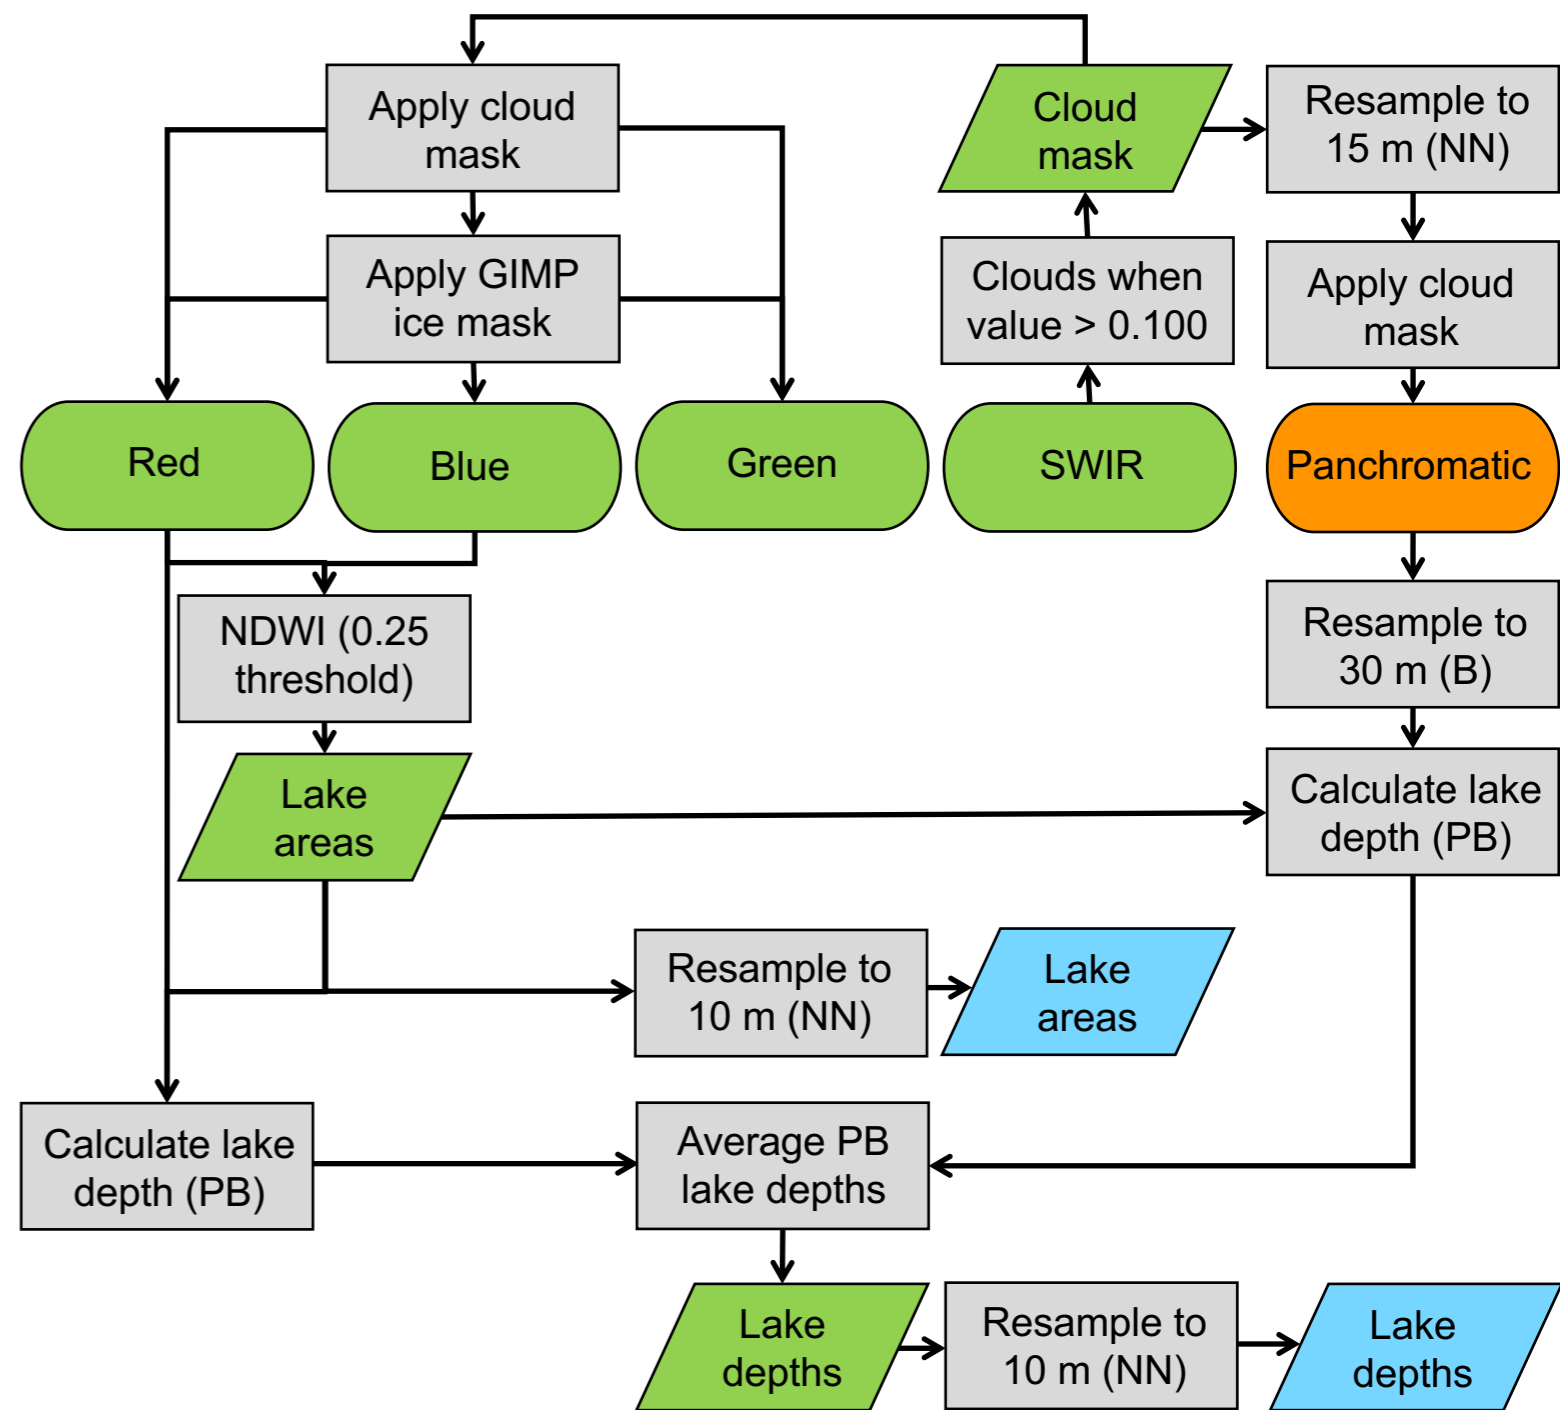 Apply cloud
mask
Cloud
mask
Resample to
15 m (NN)
Apply GIMP
ice mask
Clouds when
value > 0.100
Apply cloud
mask
Red
Blue
Green
SWIR
Panchromatic
NDWI (0.25
threshold)
Resample to
30 m (B)
Lake
areas
Calculate lake
depth (PB)
Resample to
10 m (NN)
Lake
areas
Calculate lake
depth (PB)
Average PB
lake depths
Lake
depths
Resample to
10 m (NN)
Lake
depths